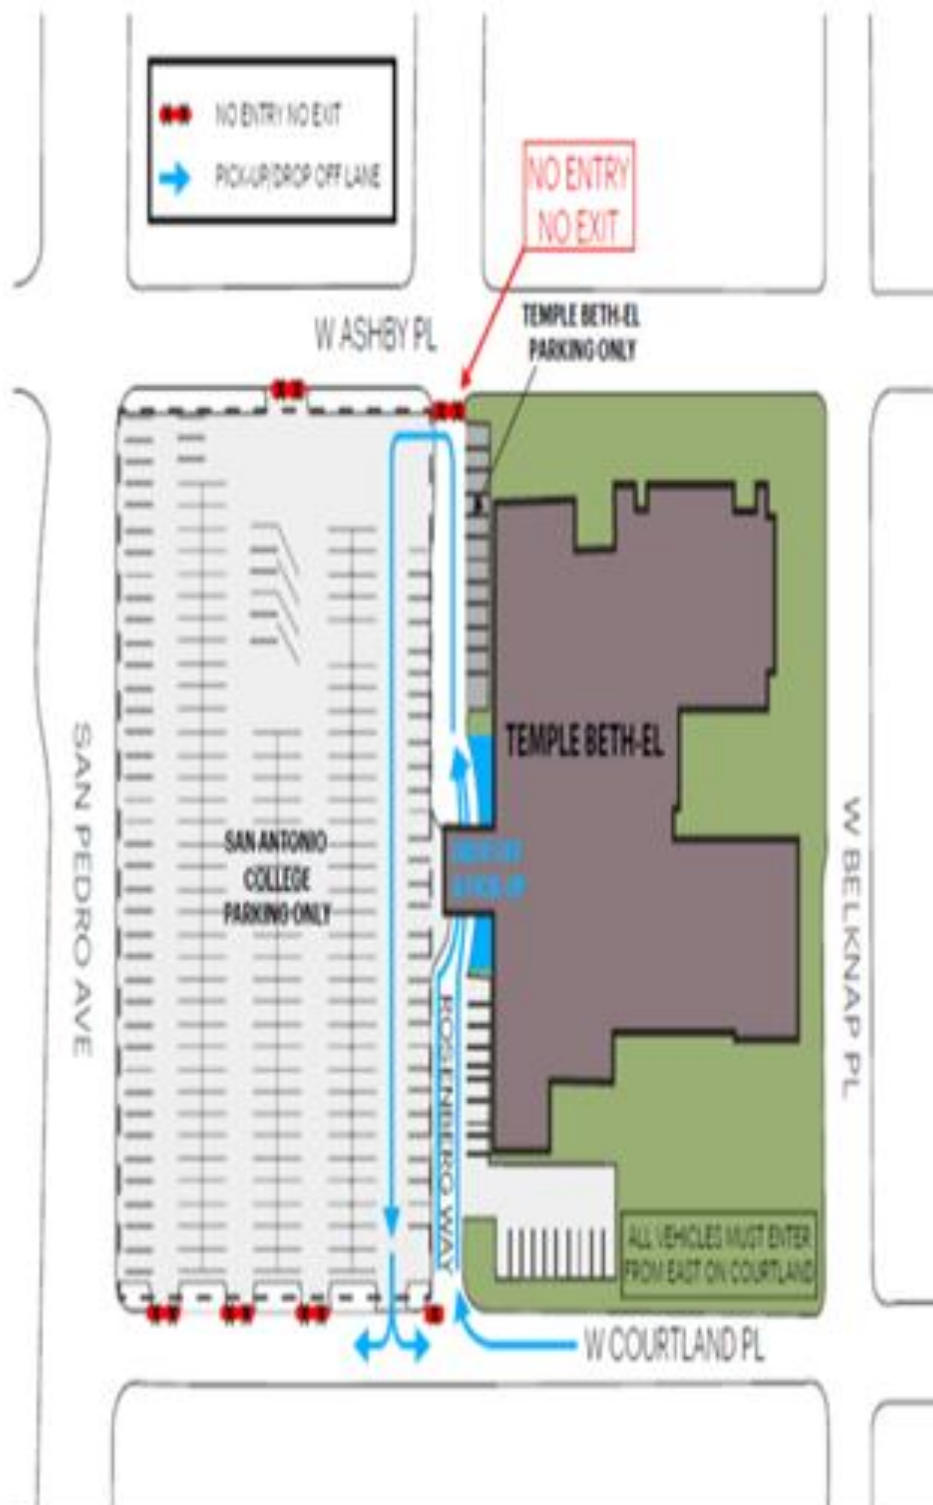 NO ENTRY NO EXIT
PICK-UP/DROP OFF LANE
NO ENTRY
NO EXIT
W ASHBY PL
TEMPLE BETH-EL
PARKING ONLY
TEMPLE BETH-EL
SAN PEDRO AVE
SAN ANTONIO
COLLEGE
PARKING ONLY
W BELKNAP PL
ROSENBERG WAY
ALL VEHICLES MUST ENTER
FROM EAST ON COURTLAND
W COURTLAND PL